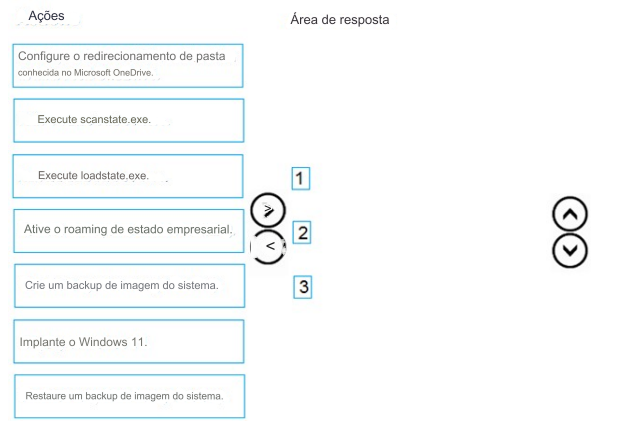 Ações
Área de resposta
Configure o redirecionamento de pasta
conhecida no Microsoft OneDrive.
Execute scanstate.exe.
Execute loadstate.exe.
Ative o roaming de estado empresarial.
Crie um backup de imagem do sistema.
Implante o Windows 11.
Restaure um backup de imagem do sistema.
1
2
3
>
<